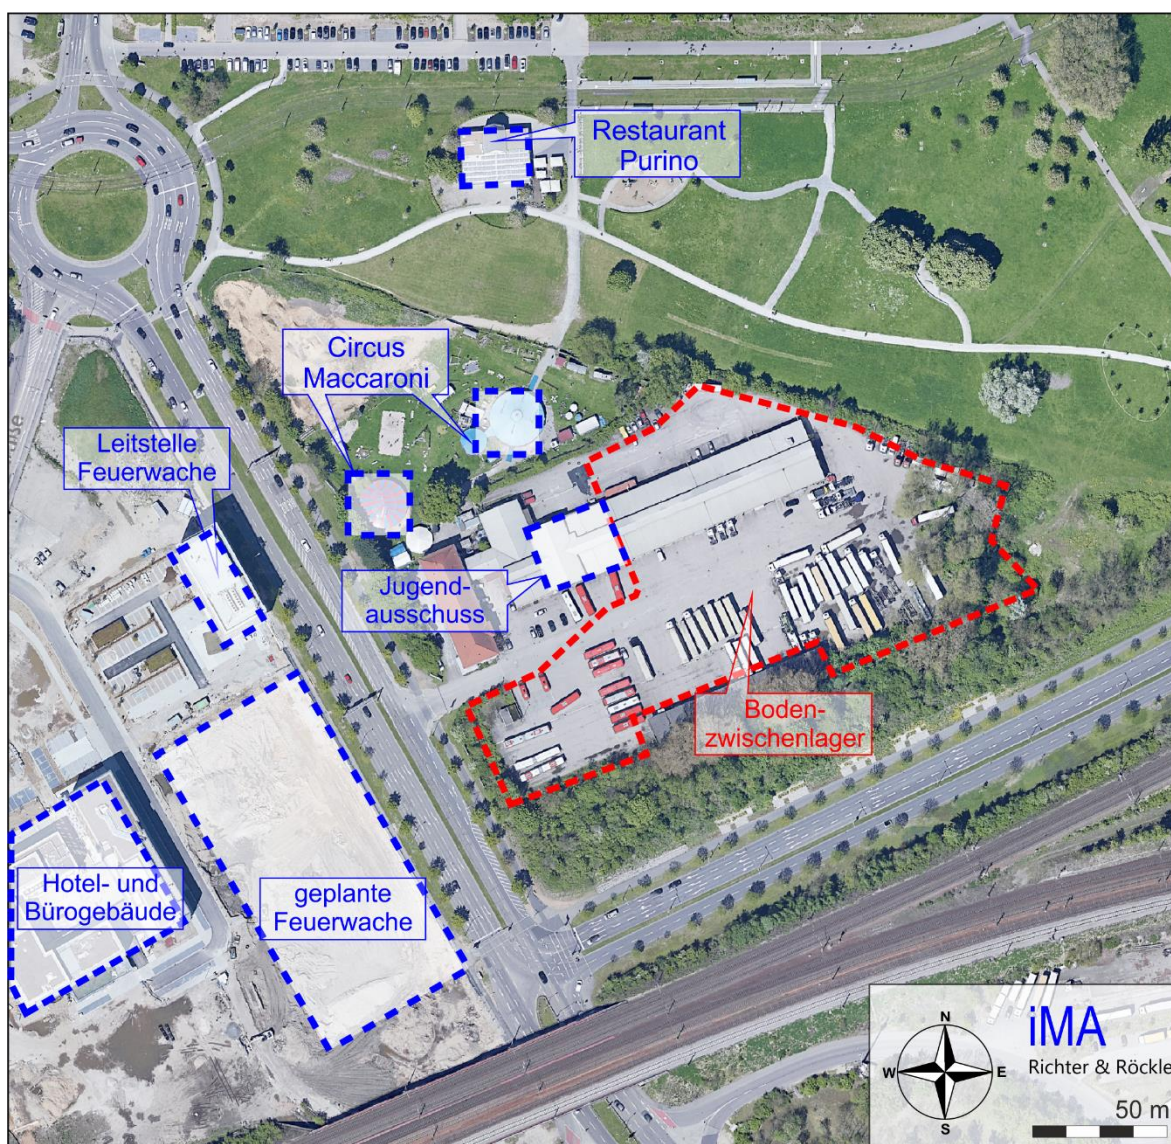 Restaurant
Purino
Circus
Maccaroni
Leitstelle
Feuerwache
Jugend-
ausschuss
Boden-
zwischenlager
Hotel- und
Bürogebäude
geplante
Feuerwache
N
W
E
S
iMA
Richter & Röckle
50 m